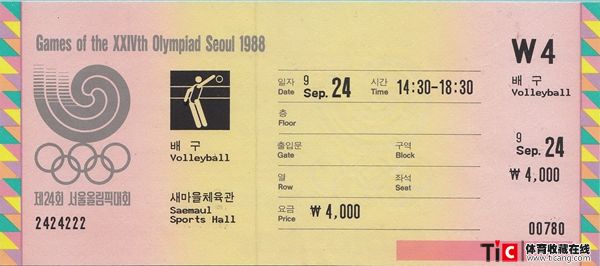 Games of the XXIVth Olympiad Seoul 1988
제24회 서울올림픽대회
2424222
배 구
Volleyball
새마을체육관
Saemaul
Sports Hall
일자 9 시간
Date Sep. 24 Time 14:30-18:30
층
Floor
출입문 구역
Gate Block
열 좌석
Row Seat
요금
Price ₩ 4,000
W 4
배 구
Volleyball
9
Sep. 24
₩ 4,000
00780
TiC 体育收藏在线
www.ticang.com